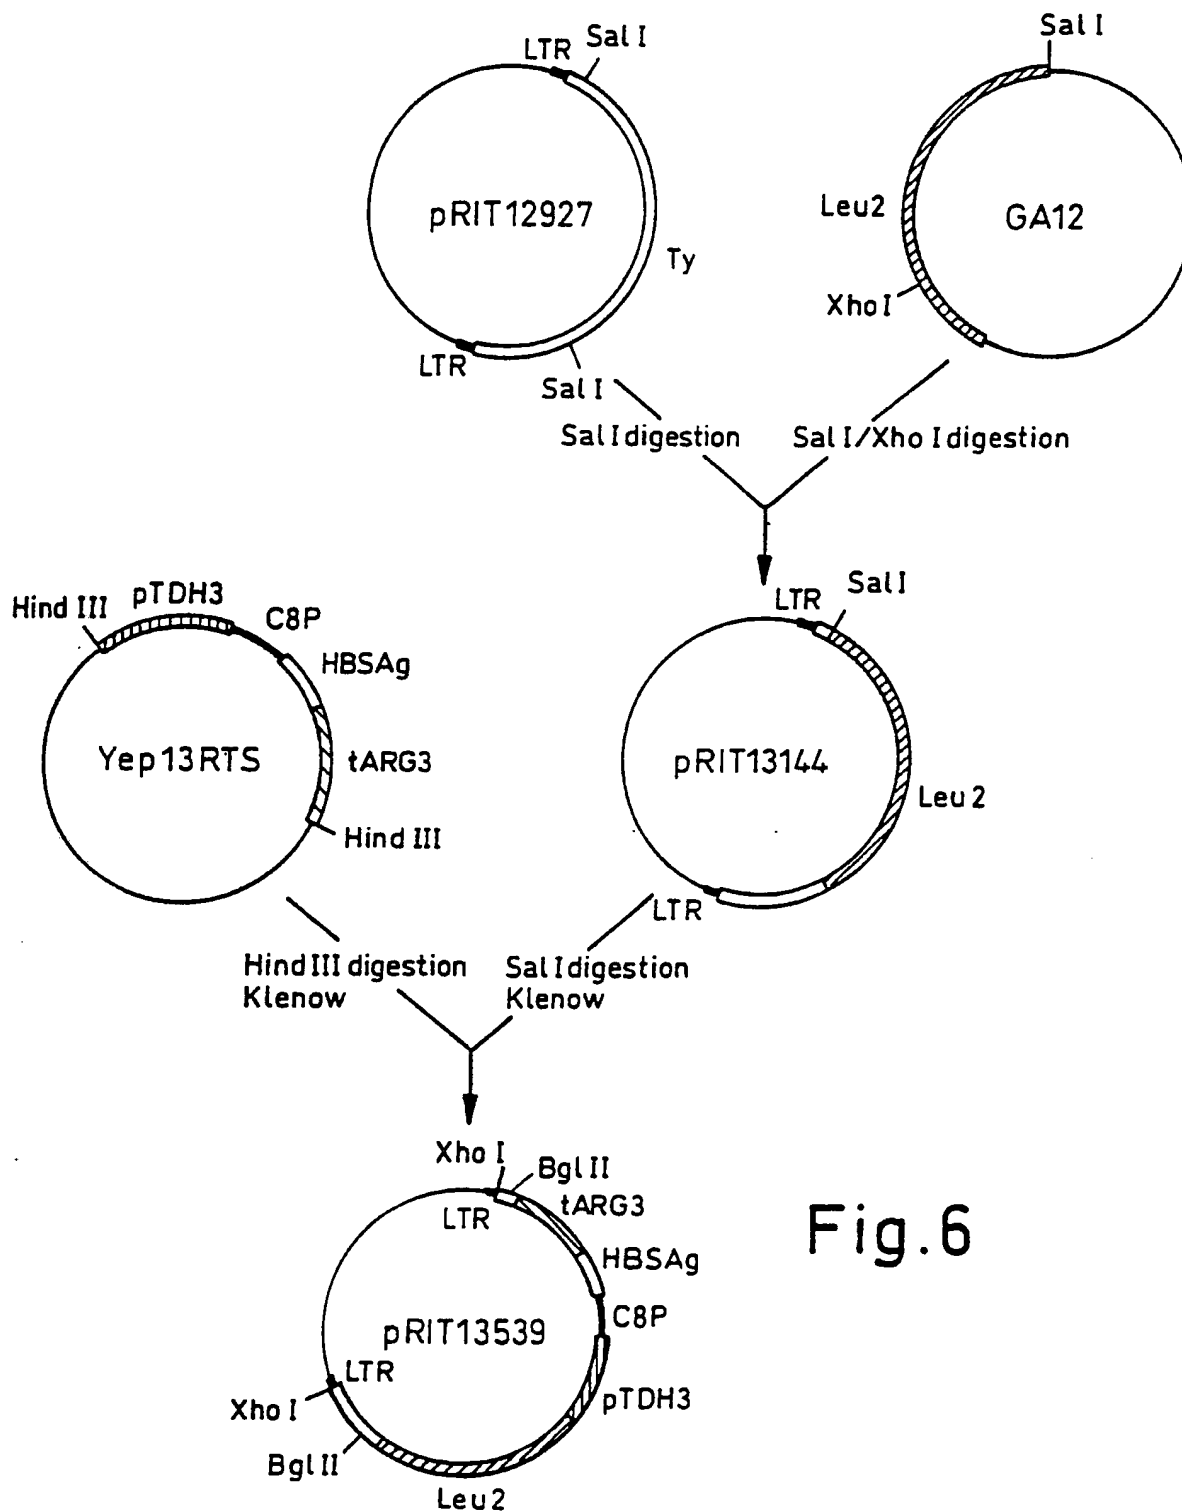 LTR
Sal I
Sal I
pRIT12927
Leu2
GA12
Ty
Xho I
LTR
Sal I
Sal I digestion
Sal I/Xho I digestion
Hind III
pTDH3
C8P
HBSAg
Yep13RTS
tARG3
Hind III
LTR
Sal I
pRIT13144
Leu 2
LTR
Hind III digestion
Klenow
Sal I digestion
Klenow
Xho I
Bgl II
LTR
tARG3
HBSAg
C8P
pRIT13539
LTR
Xho I
pTDH3
Bgl II
Leu2
Fig.6